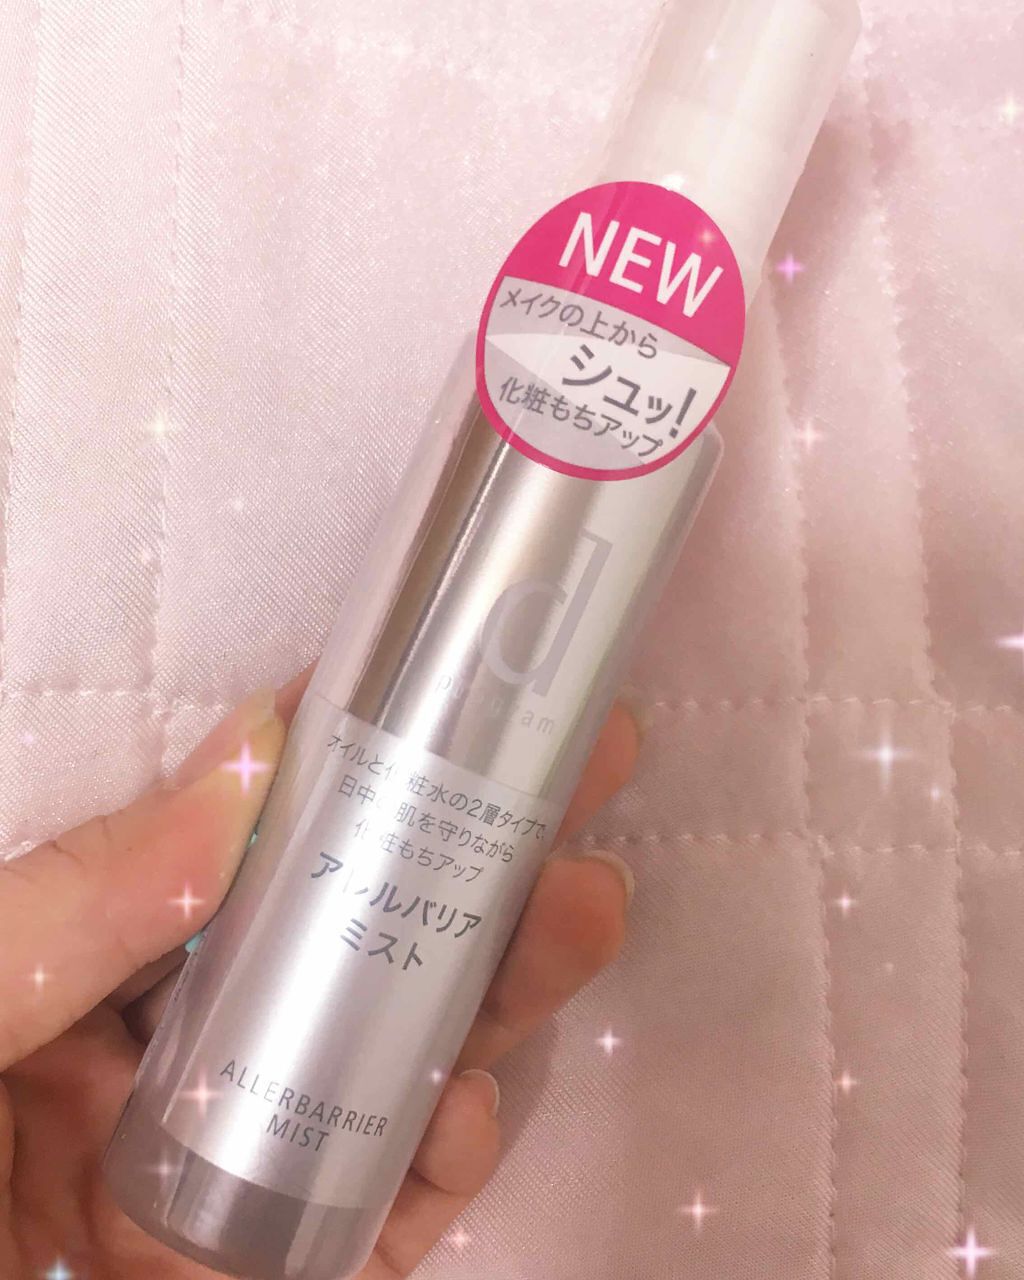 NEW
メイクの上から
シュッ!
化粧もちアップ
d
program
オイルと化粧水の2層タイプで、
日中の肌を守りながら
化粧もちアップ
アレルバリア
ミスト
ALLERBARRIER
MIST